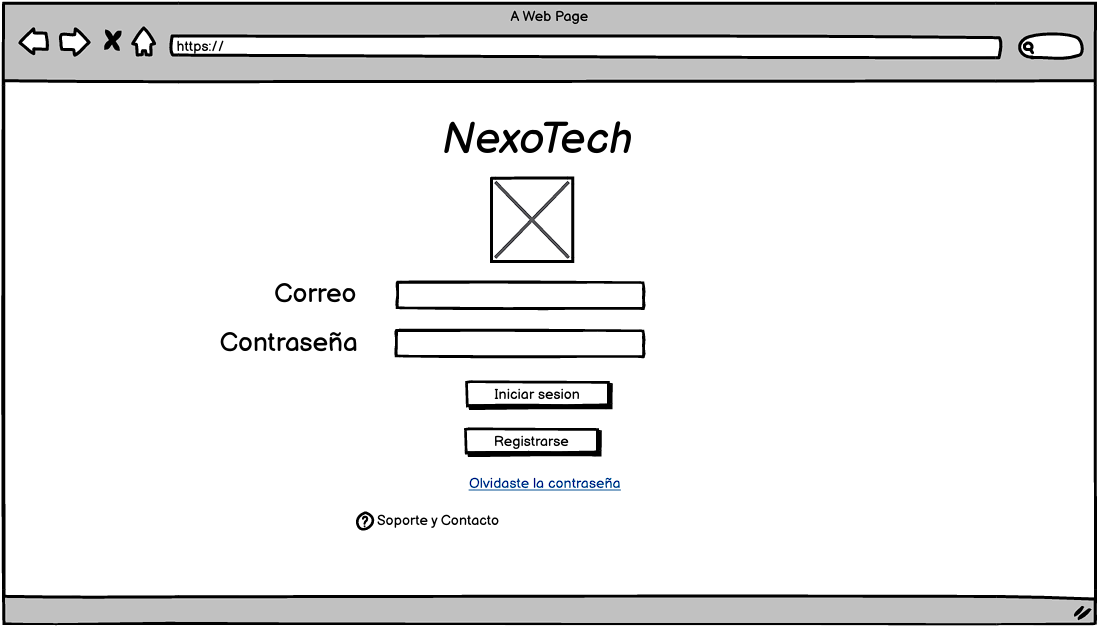 A Web Page
https://
NexoTech
Correo
Contraseña
Iniciar sesion
Registrarse
Olvidaste la contraseña
? Soporte y Contacto